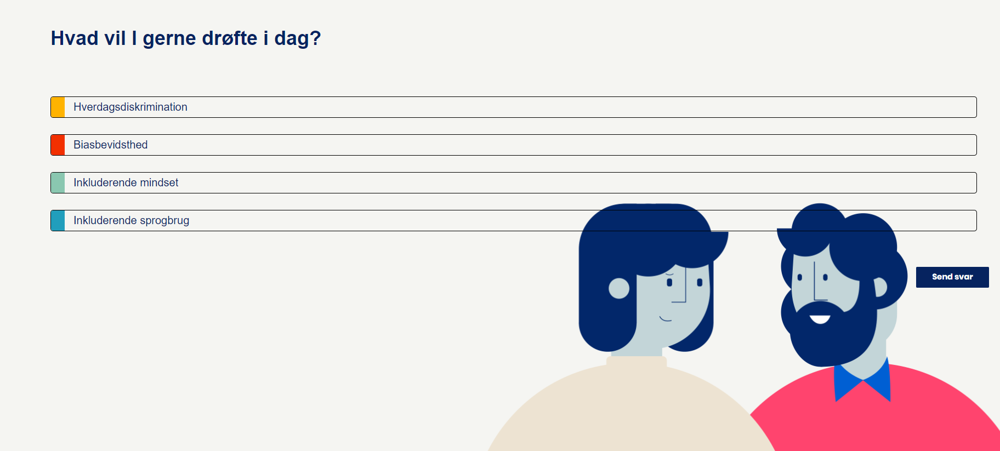 Hvad vil I gerne drøfte i dag?
Hverdagsdiskrimination
Biasbevidsthed
Inkluderende mindset
Inkluderende sprogbrug
Send svar